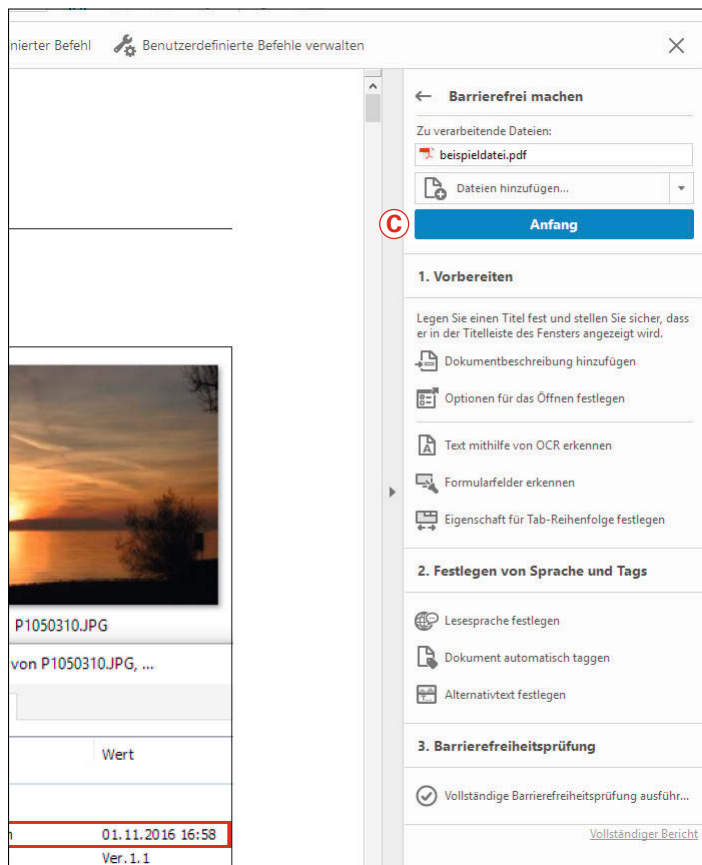 nierter Befehl Benutzerdefinierte Befehle verwalten
Barrierefrei machen
Zu verarbeitende Dateien:
beispieldatei.pdf
Dateien hinzufügen...
C
Anfang
1. Vorbereiten
Legen Sie einen Titel fest und stellen Sie sicher, dass
er in der Titelleiste des Fensters angezeigt wird.
Dokumentbeschreibung hinzufügen
Optionen für das Öffnen festlegen
Text mithilfe von OCR erkennen
Formularfelder erkennen
Eigenschaft für Tab-Reihenfolge festlegen
2. Festlegen von Sprache und Tags
Lesesprache festlegen
Dokument automatisch taggen
Alternativtext festlegen
3. Barrierefreiheitsprüfung
Vollständige Barrierefreiheitsprüfung ausführ...
Vollständiger Bericht
P1050310.JPG
von P1050310.JPG, ...
Wert
01.11.2016 16:58
Ver.1.1